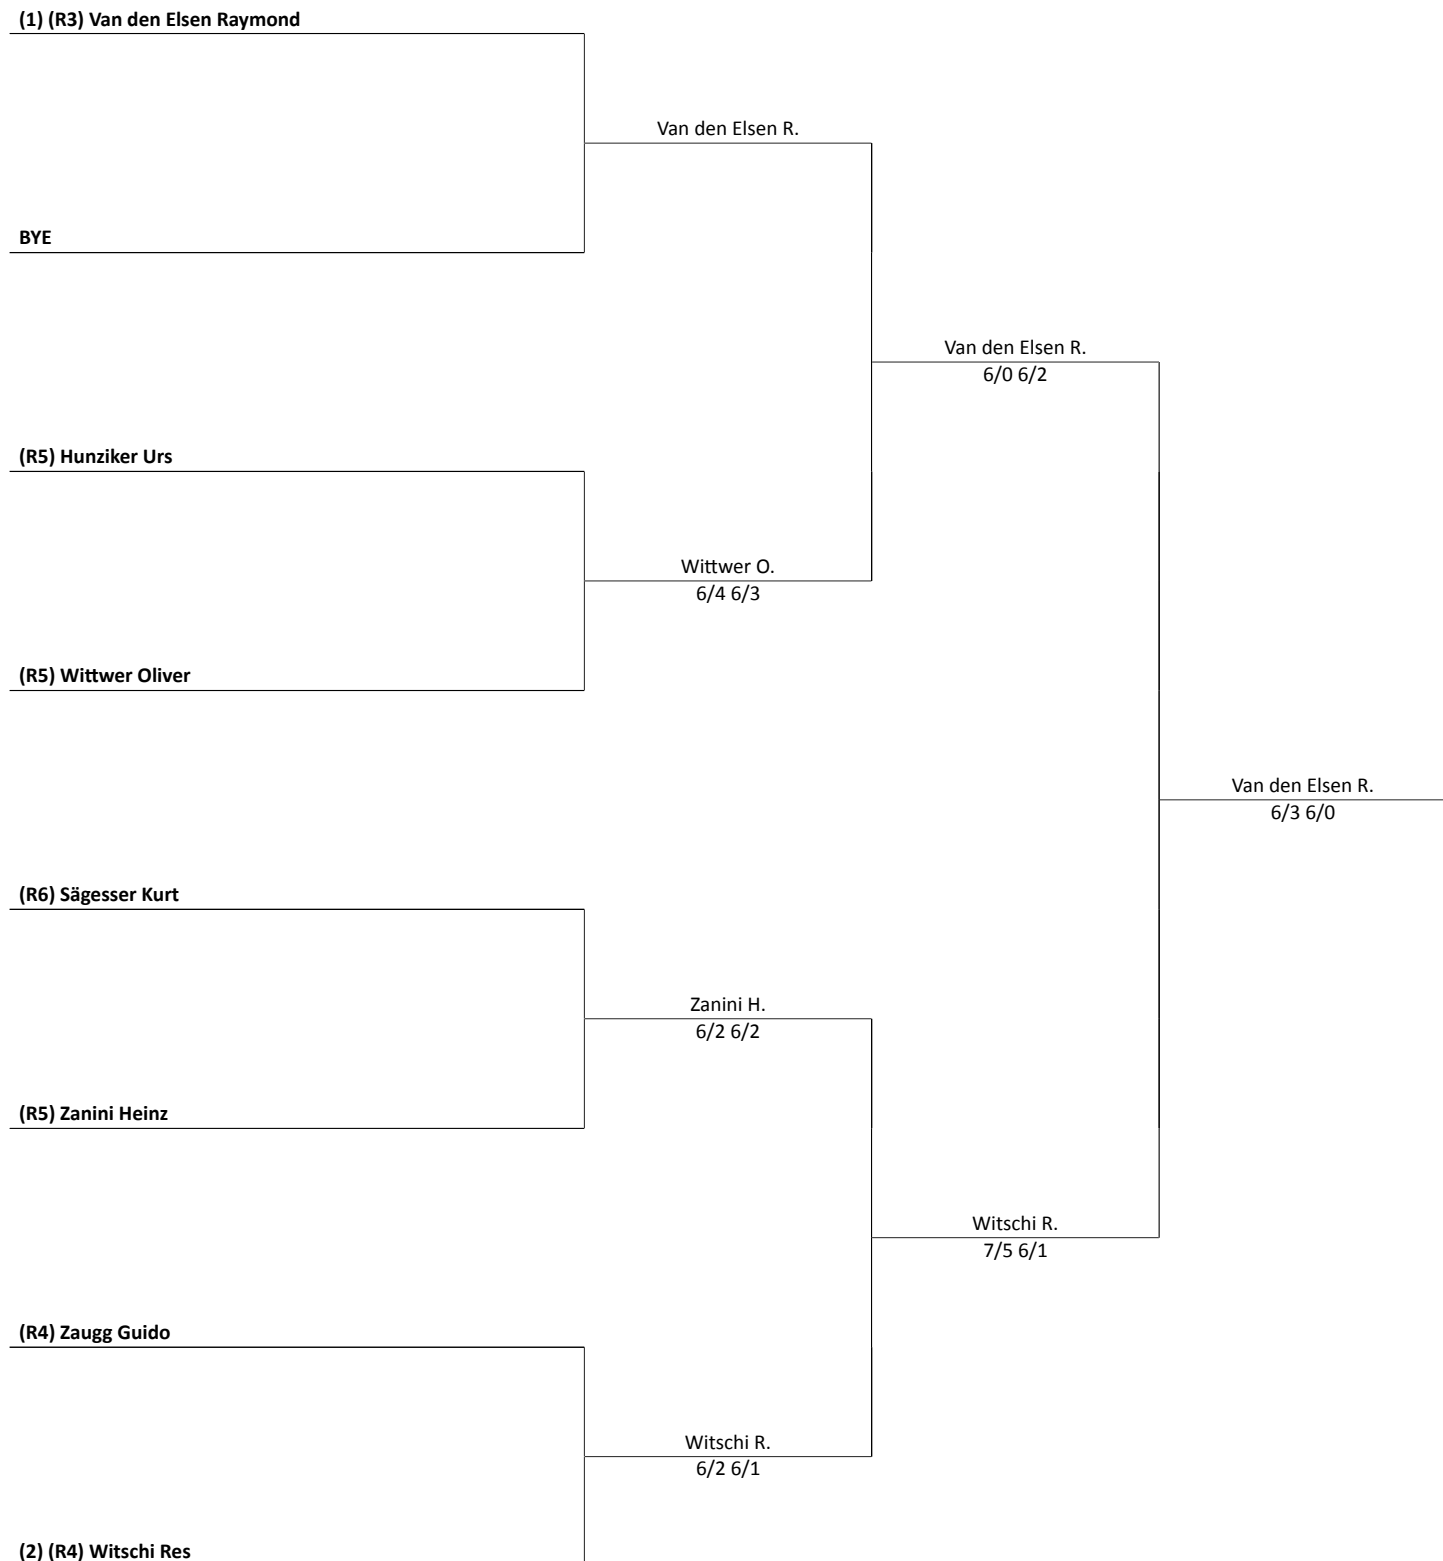 (1) (R3) Van den Elsen Raymond
Van den Elsen R.
BYE
Van den Elsen R.
6/0 6/2
(R5) Hunziker Urs
Wittwer O.
6/4 6/3
(R5) Wittwer Oliver
Van den Elsen R.
6/3 6/0
(R6) Sägesser Kurt
Zanini H.
6/2 6/2
(R5) Zanini Heinz
Witschi R.
7/5 6/1
(R4) Zaugg Guido
Witschi R.
6/2 6/1
(2) (R4) Witschi Res